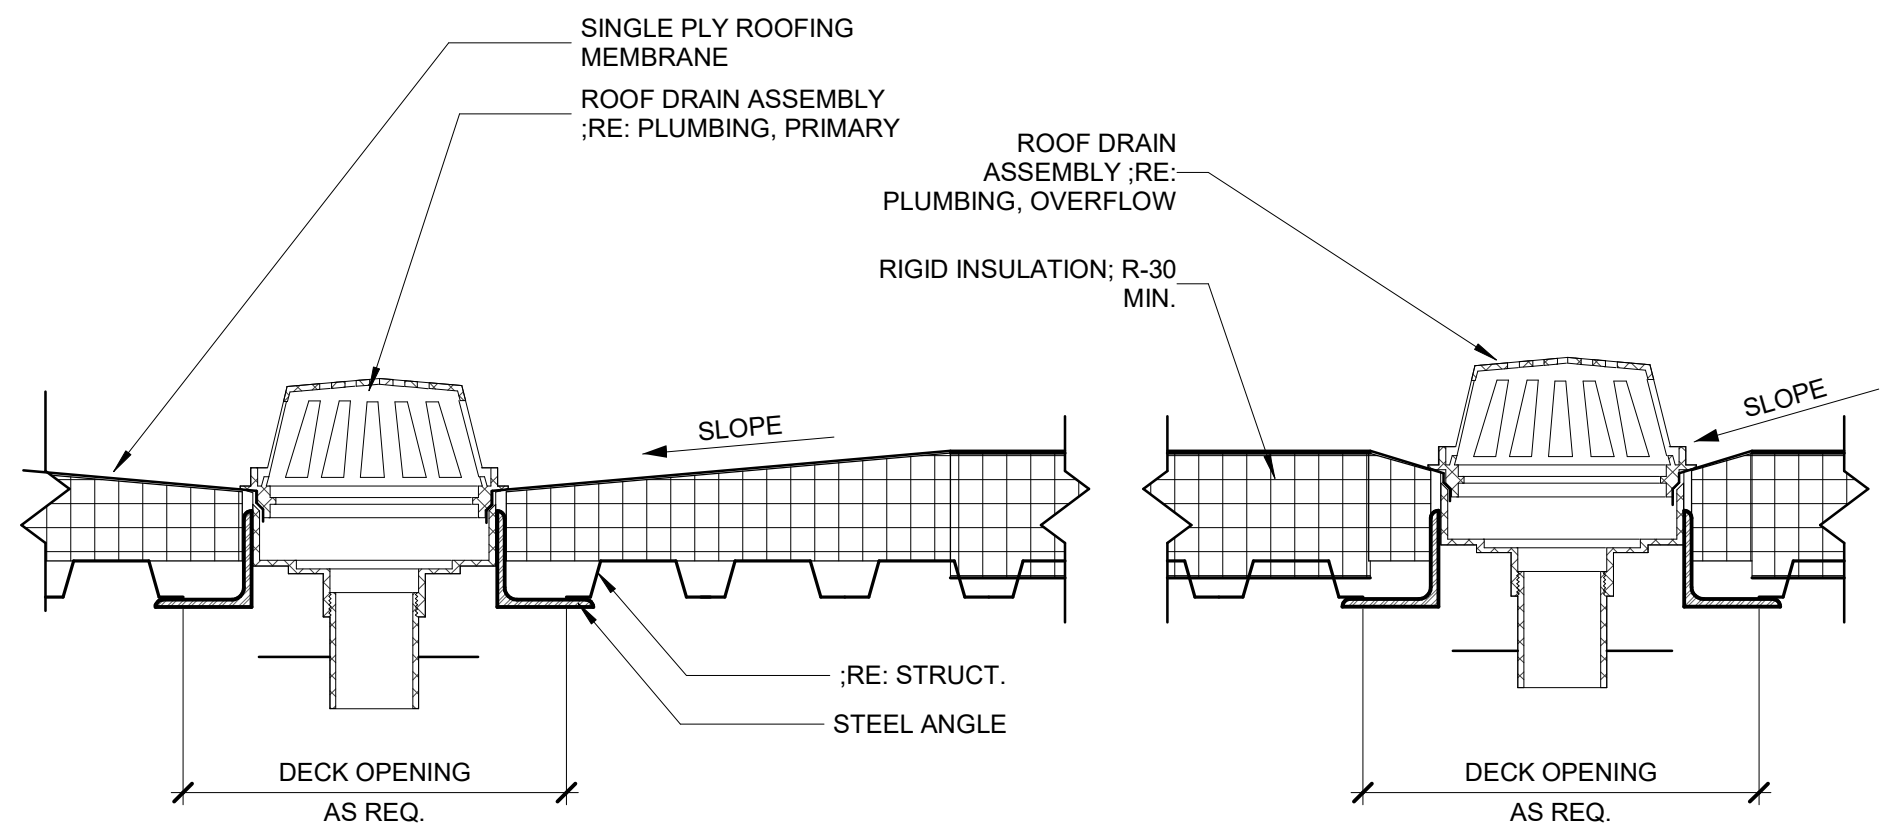 SINGLE PLY ROOFING
MEMBRANE
ROOF DRAIN ASSEMBLY
;RE: PLUMBING, PRIMARY
ROOF DRAIN
ASSEMBLY ;RE:
PLUMBING, OVERFLOW
RIGID INSULATION; R-30
MIN.
SLOPE
SLOPE
;RE: STRUCT.
STEEL ANGLE
DECK OPENING
AS REQ.
DECK OPENING
AS REQ.